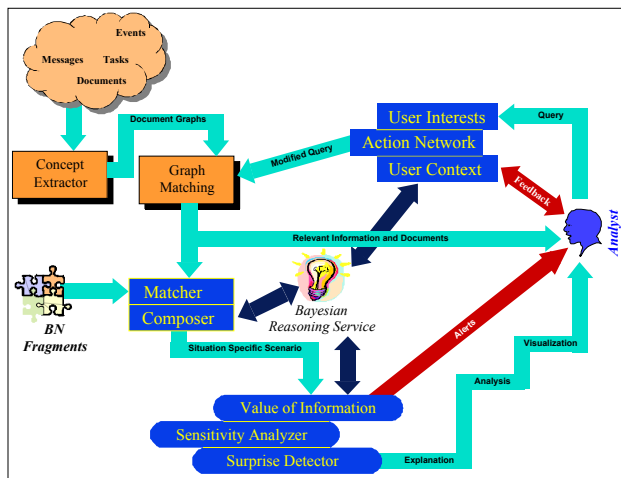 Events
Messages Tasks
Documents
Document Graphs
User Interests
Query
Action Network
Concept
Extractor
Graph
Matching
Modified Query
User Context
Feedback
Analyst
Relevant Information and Documents
Matcher
Composer
BN
Fragments
Bayesian
Reasoning Service
Situation Specific Scenario
Alerts
Visualization
Analysis
Value of Information
Sensitivity Analyzer
Surprise Detector
Explanation